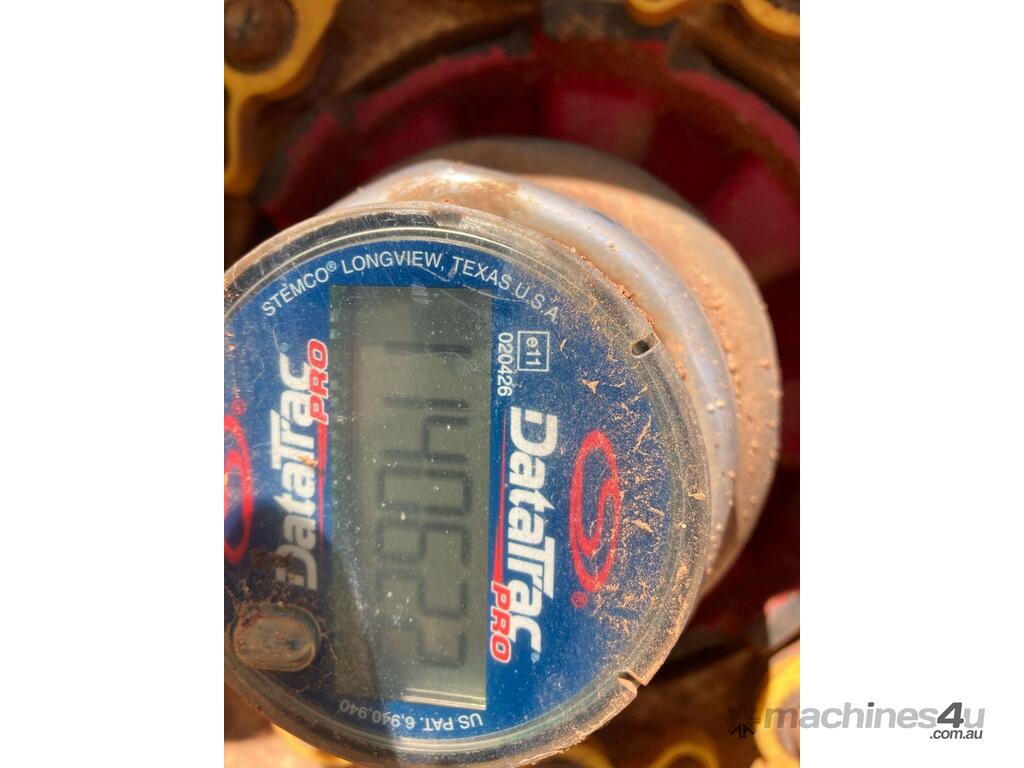 STEMCO® LONGVIEW, TEXAS U.S.A
e11
020426
DataTrac®
PRO
DataTrac®
PRO
US PAT. 6,940,940
machines4u
.com.au